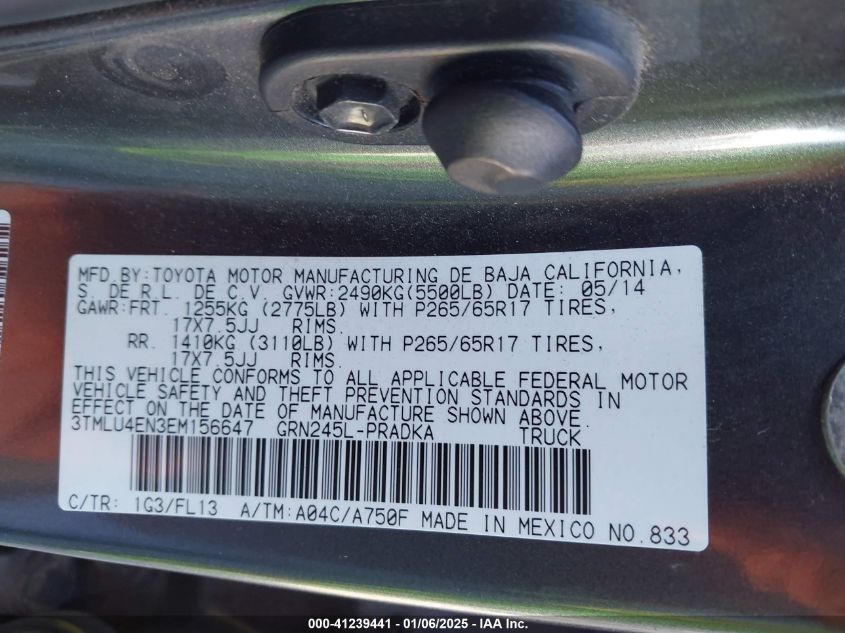 MFD.BY:TOYOTA MOTOR MANUFACTURING DE BAJA CALIFORNIA,
S. DE R.L. DE C.V. GVWR:2490KG(5500LB) DATE: 05/14
GAWR:FRT. 1255KG (2775LB) WITH P265/65R17 TIRES,
17X7.5JJ RIMS.
RR. 1410KG (3110LB) WITH P265/65R17 TIRES,
17X7.5JJ RIMS.
THIS VEHICLE CONFORMS TO ALL APPLICABLE FEDERAL MOTOR
VEHICLE SAFETY AND THEFT PREVENTION STANDARDS IN
EFFECT ON THE DATE OF MANUFACTURE SHOWN ABOVE.
3TMLU4EN3EM156647 GRN245L-PRADKA TRUCK
C/TR: 1G3/FL13 A/TM:A04C/A750F MADE IN MEXICO NO.833
000-41239441 - 01/06/2025 - IAA Inc.